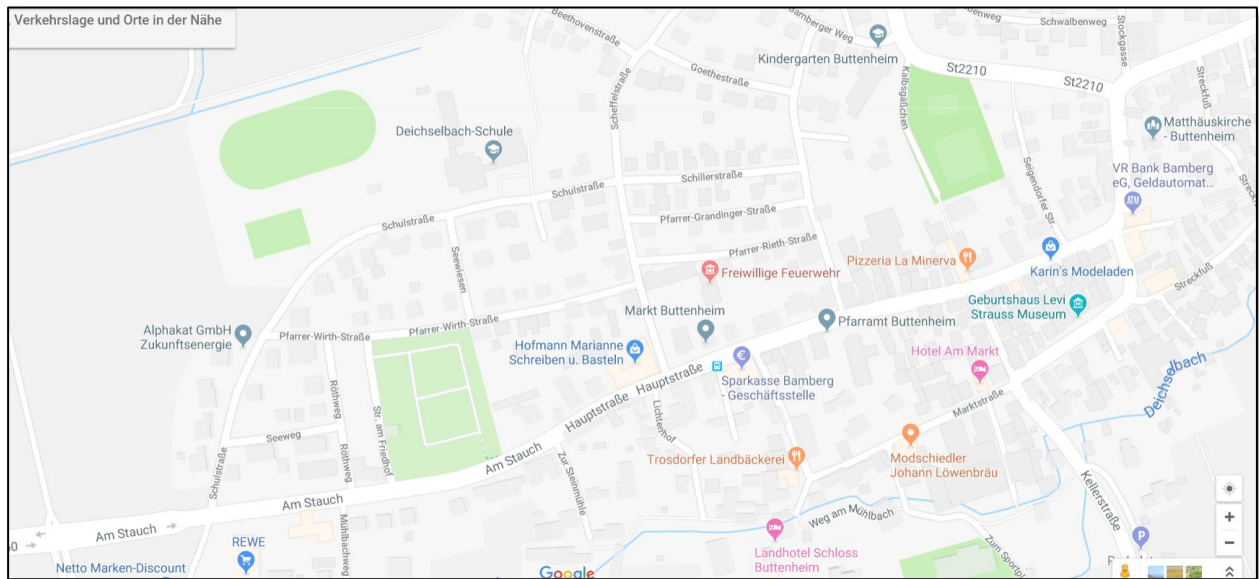 Verkehrslage und Orte in der Nähe
Beethovenstraße
Bamberger Weg
Kindergarten Buttenheim
Schwalbenweg
Stockgasse
St2210
St2210
Goethestraße
Scheffelstraße
Kalbsgäßchen
Streckfuß
Deichselbach-Schule
Matthäuskirche
- Buttenheim
Schulstraße
Schillerstraße
Seigendorfer Str.
VR Bank Bamberg
eG, Geldautomat...
ATM
Schulstraße
Pfarrer-Grandinger-Straße
Seewiesen
Pfarrer-Rieth-Straße
Pizzeria La Minerva
Karin's Modeladen
Freiwillige Feuerwehr
Streckfuß
Geburtshaus Levi
Strauss Museum
Alphakat GmbH
Zukunftsenergie
Pfarrer-Wirth-Straße
Pfarrer-Wirth-Straße
Markt Buttenheim
Pfarramt Buttenheim
Hofmann Marianne
Schreiben u. Basteln
Hotel Am Markt
Hauptstraße
Hauptstraße
Sparkasse Bamberg
- Geschäftsstelle
Deichselbach
Röthweg
Str. am Friedhof
Lichtenhof
Marktstraße
Seeweg
Röthweg
Am Stauch
Zur Steinmühle
Trosdorfer Landbäckerei
Modschiedler
Johann Löwenbräu
Schulstraße
Kellerstraße
Am Stauch
Am Stauch
Mühlbachweg
Weg am Mühlbach
Zum Sportpl
REWE
Netto Marken-Discount
Landhotel Schloss
Buttenheim
P
Google